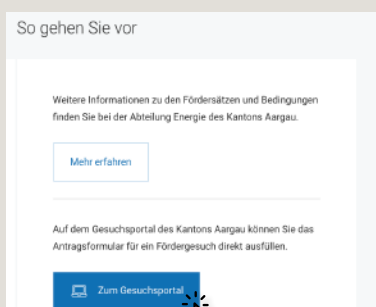 So gehen Sie vor
Weitere Informationen zu den Fördersätzen und Bedingungen
finden Sie bei der Abteilung Energie des Kantons Aargau.
Mehr erfahren
Auf dem Gesuchsportal des Kantons Aargau können Sie das
Antragsformular für ein Fördergesuch direkt ausfüllen.
Zum Gesuchsportal